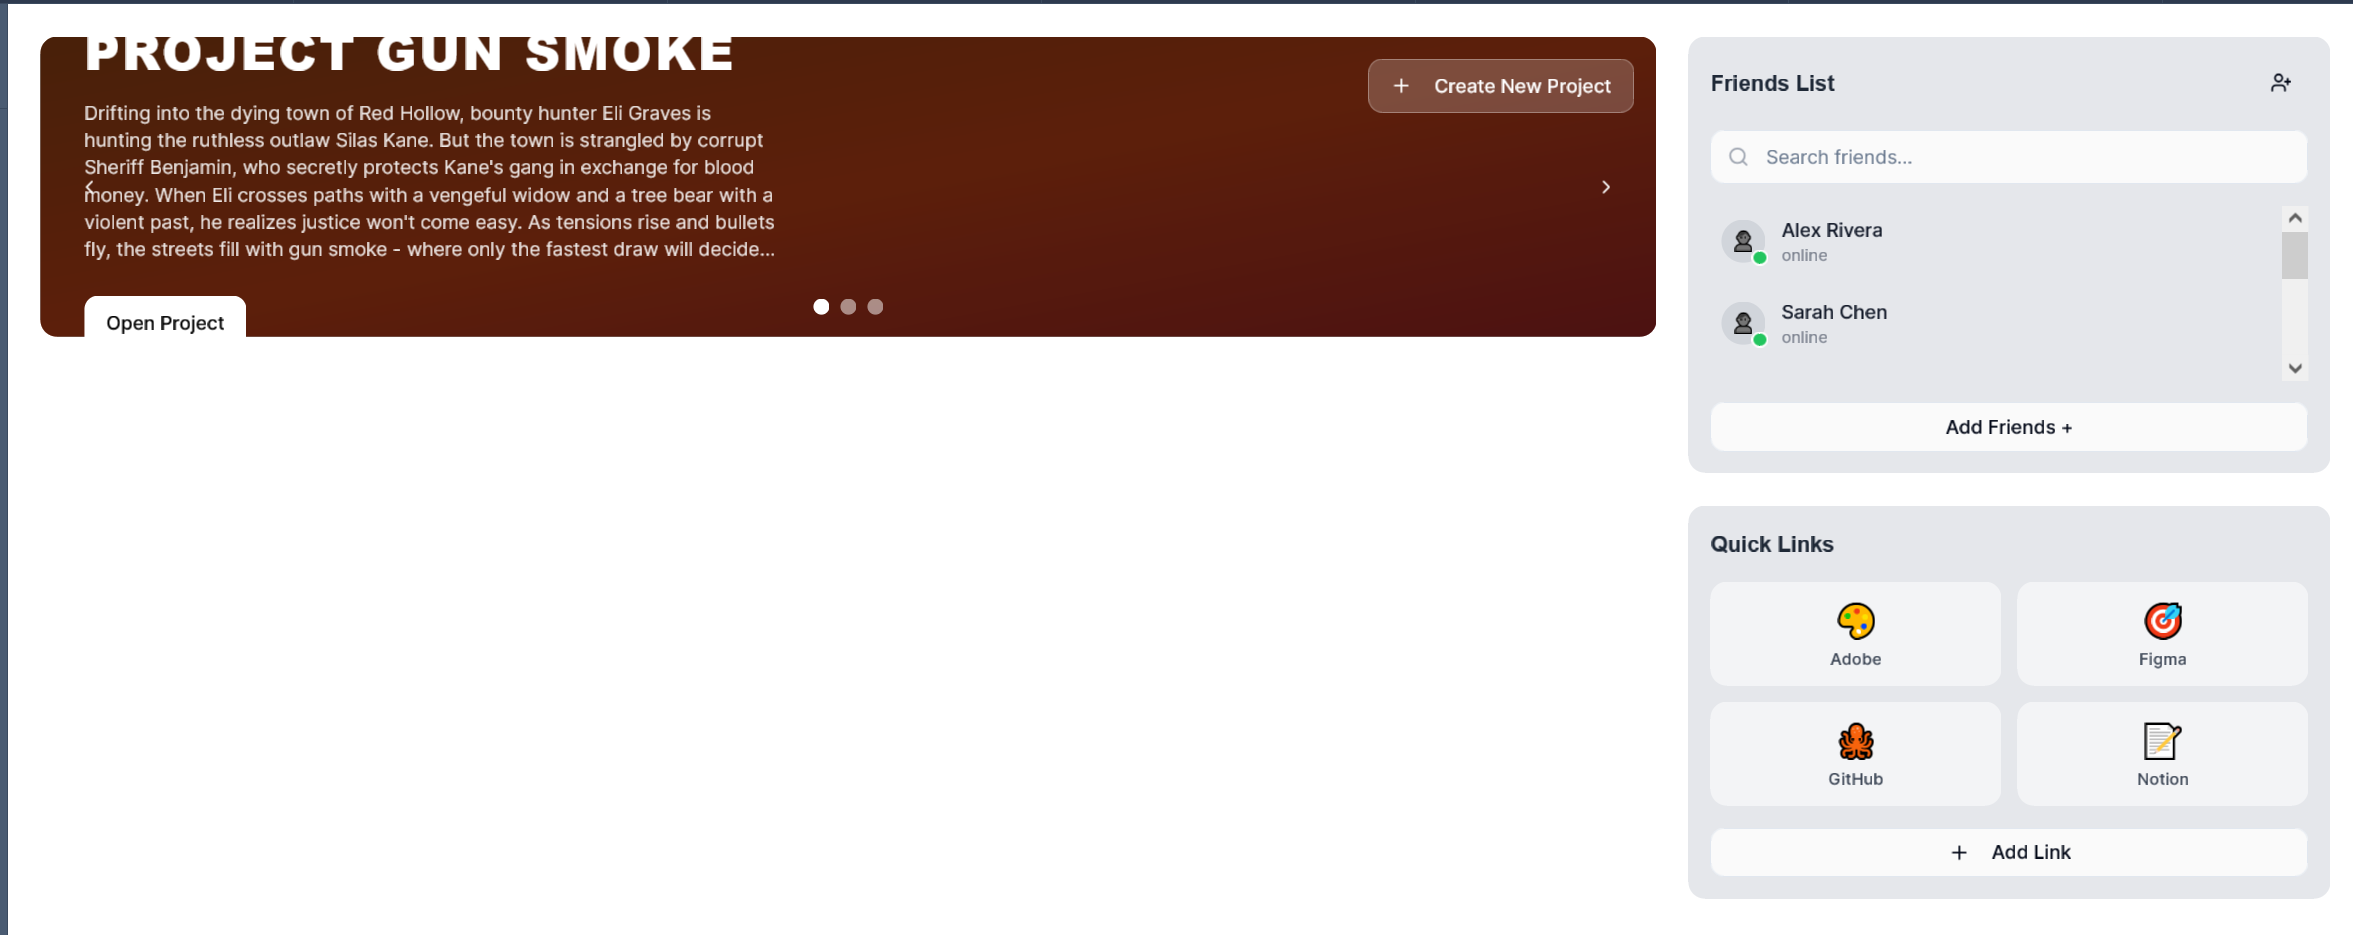 PROJECT GUN SMOKE
Create New Project
Drifting into the dying town of Red Hollow, bounty hunter Eli Graves is
hunting the ruthless outlaw Silas Kane. But the town is strangled by corrupt
Sheriff Benjamin, who secretly protects Kane's gang in exchange for blood
money. When Eli crosses paths with a vengeful widow and a tree bear with a
violent past, he realizes justice won't come easy. As tensions rise and bullets
fly, the streets fill with gun smoke - where only the fastest draw will decide...
Open Project
Friends List
Search friends...
Alex Rivera
online
Sarah Chen
online
Add Friends +
Quick Links
Adobe
Figma
GitHub
Notion
+ Add Link